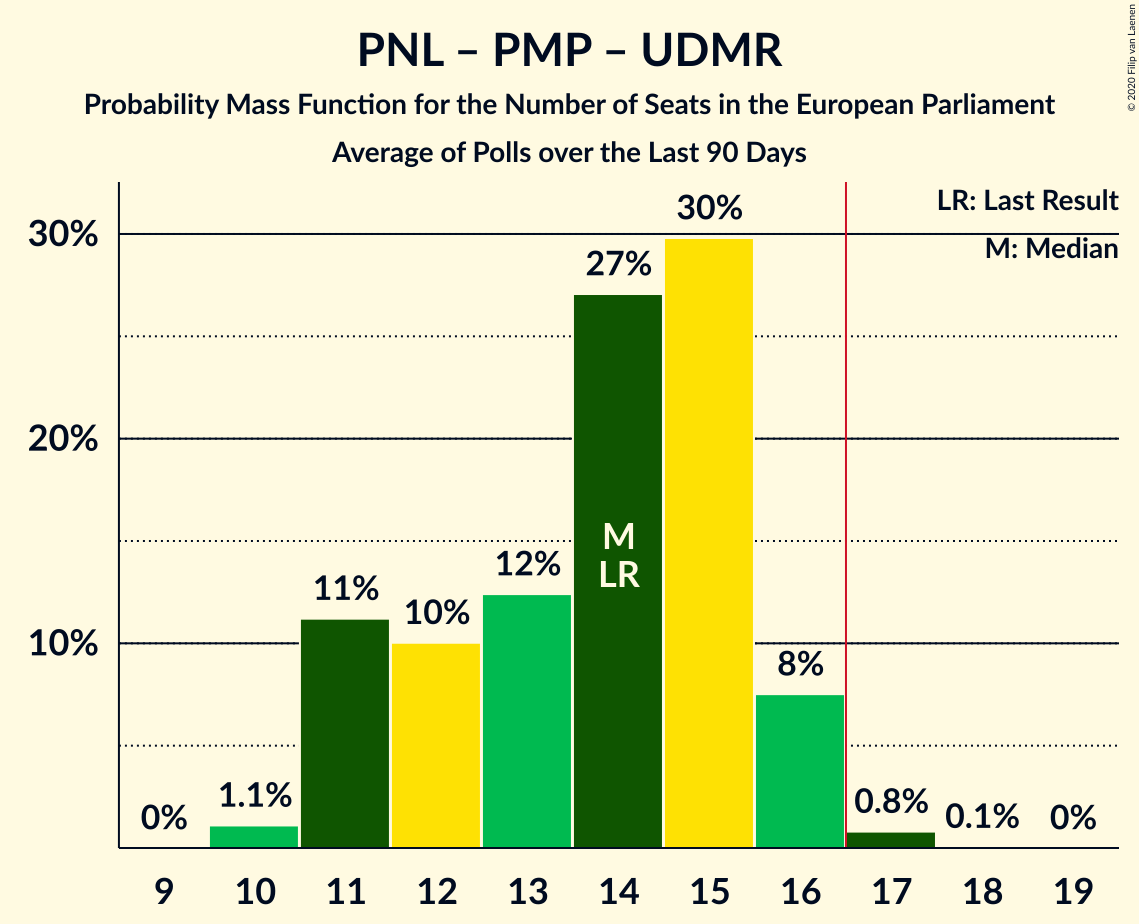 PNL – PMP – UDMR
Probability Mass Function for the Number of Seats in the European Parliament
Average of Polls over the Last 90 Days
© 2020 Filip van Laenen
LR: Last Result
M: Median
30%
20%
10%
0%
1.1%
11%
10%
12%
27%
30%
8%
0.8%
0.1%
0%
M
LR
9 10 11 12 13 14 15 16 17 18 19